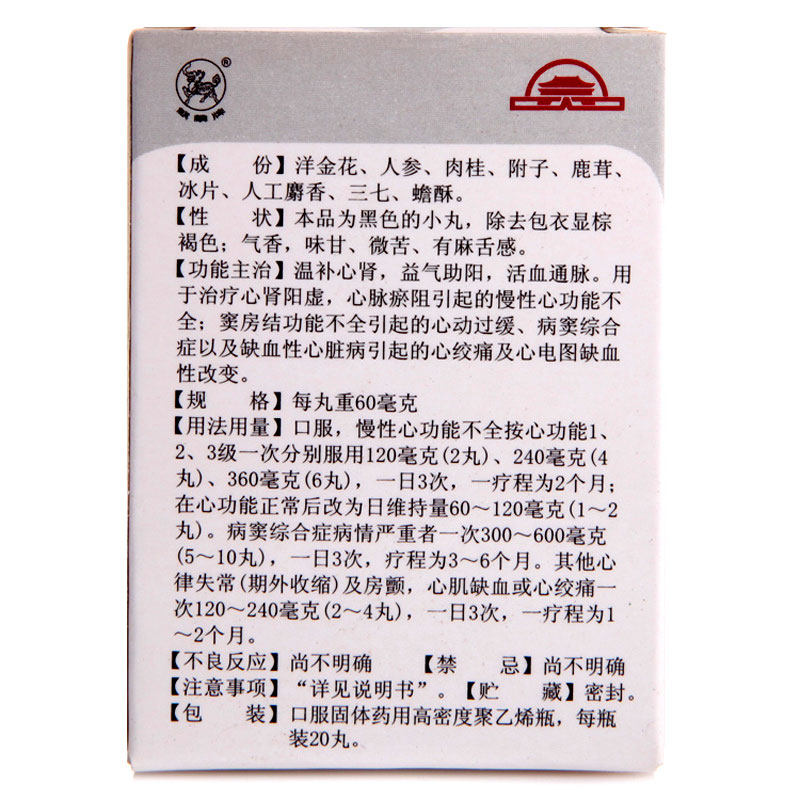 ®
麒麟牌
【成　份】洋金花、人参、肉桂、附子、鹿茸、
冰片、人工麝香、三七、蟾酥。
【性　状】本品为黑色的小丸，除去包衣显棕
褐色；气香，味甘、微苦、有麻舌感。
【功能主治】温补心肾，益气助阳，活血通脉。用
于治疗心肾阳虚，心脉瘀阻引起的慢性心功能不
全；窦房结功能不全引起的心动过缓、病窦综合
症以及缺血性心脏病引起的心绞痛及心电图缺血
性改变。
【规　格】每丸重60毫克
【用法用量】口服，慢性心功能不全按心功能1、
2、3级一次分别服用120毫克(2丸)、240毫克(4
丸)、360毫克(6丸)，一日3次，一疗程为2个月；
在心功能正常后改为日维持量60～120毫克(1～2
丸)。病窦综合症病情严重者一次300～600毫克
(5～10丸)，一日3次，疗程为3～6个月。其他心
律失常(期外收缩)及房颤，心肌缺血或心绞痛一
次120～240毫克(2～4丸)，一日3次，一疗程为1
～2个月。
【不良反应】尚不明确　【禁　忌】尚不明确
【注意事项】“详见说明书”。【贮　藏】密封。
【包　装】口服固体药用高密度聚乙烯瓶，每瓶
装20丸。